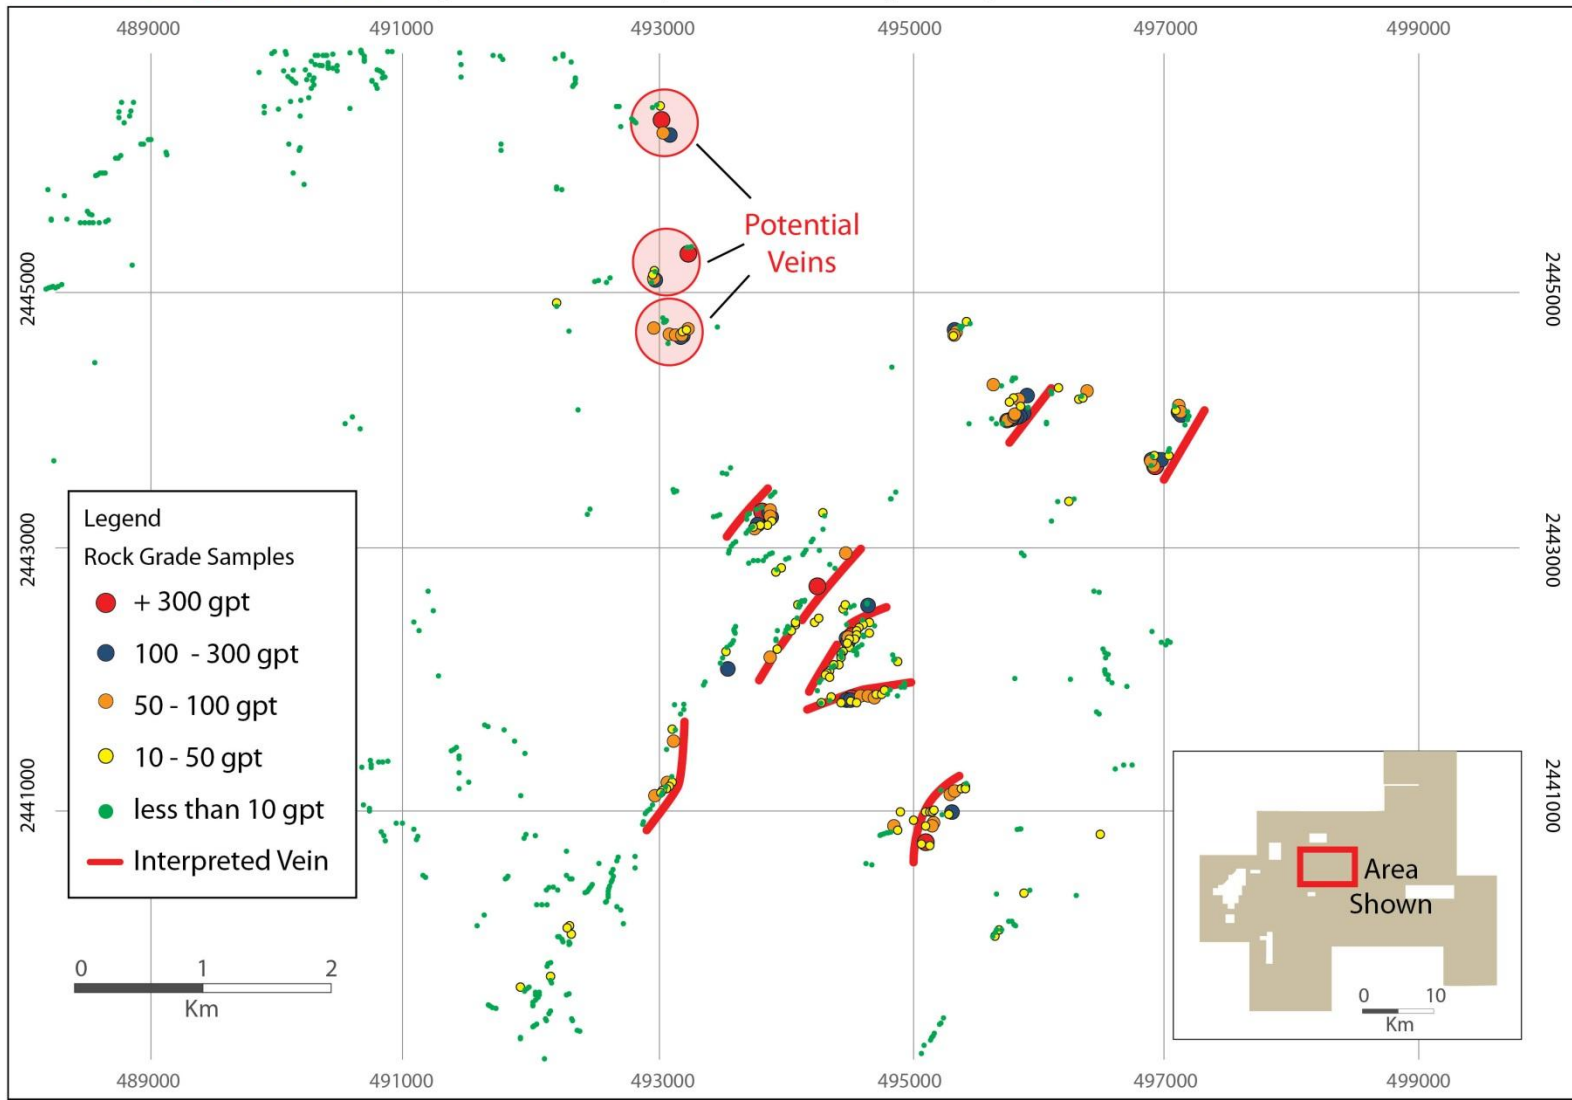 489000 491000 493000 495000 497000 499000
Potential
Veins
2445000 2445000
2443000 2443000
2441000 2441000
Legend
Rock Grade Samples
+ 300 gpt
100 - 300 gpt
50 - 100 gpt
10 - 50 gpt
less than 10 gpt
Interpreted Vein
0 1 2
Km
Area
Shown
0 10
Km
489000 491000 493000 495000 497000 499000